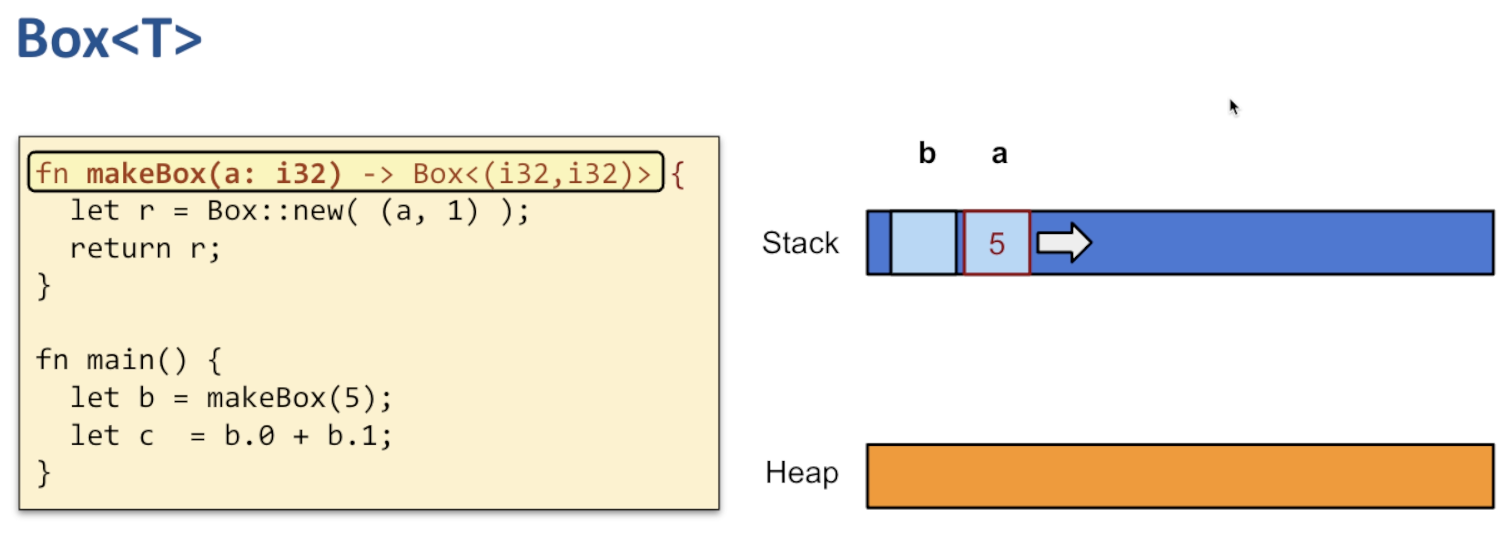 Box<T>
fn makeBox(a: i32) -> Box<(i32,i32)> {
  let r = Box::new( (a, 1) );
  return r;
}
fn main() {
  let b = makeBox(5);
  let c  = b.0 + b.1;
}
b a
Stack 5
Heap